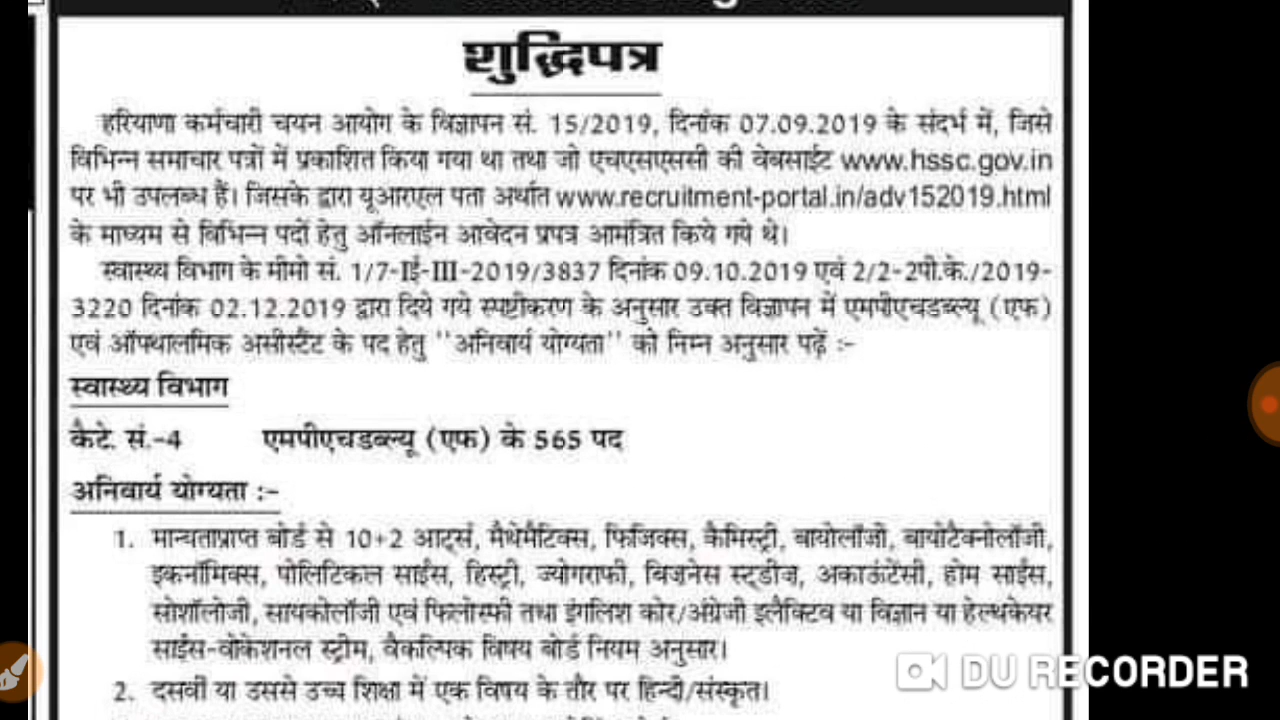 शुद्धिपत्र
हरियाणा कर्मचारी चयन आयोग के विज्ञापन सं. 15/2019, दिनांक 07.09.2019 के संदर्भ में, जिसे
विभिन्न समाचार पत्रों में प्रकाशित किया गया था तथा जो एचएसएससी की वेबसाईट www.hssc.gov.in
पर भी उपलब्ध हैं। जिसके द्वारा यूआरएल पता अर्थात www.recruitment-portal.in/adv152019.html
के माध्यम से विभिन्न पदों हेतु ऑनलाईन आवेदन प्रपत्र आमंत्रित किये गये थे।
स्वास्थ्य विभाग के मीमो सं. 1/7-ई-III-2019/3837 दिनांक 09.10.2019 एवं 2/2-2पी.के./2019-
3220 दिनांक 02.12.2019 द्वारा दिये गये स्पष्टीकरण के अनुसार उक्त विज्ञापन में एमपीएचडब्ल्यू (एफ)
एवं ऑपथालमिक असीस्टैंट के पद हेतु ''अनिवार्य योग्यता'' को निम्न अनुसार पढ़ें :-
स्वास्थ्य विभाग
कैटे. सं.-4 एमपीएचडब्ल्यू (एफ) के 565 पद
अनिवार्य योग्यता :-
1. मान्यताप्राप्त बोर्ड से 10+2 आर्ट्स, मैथेमैटिक्स, फिजिक्स, कैमिस्ट्री, बायोलॉजी, बायोटैक्नोलॉजी,
इकनॉमिक्स, पोलिटिकल साईंस, हिस्ट्री, ज्योगराफी, बिज़नेस स्ट्डीज़, अकाऊंटेंसी, होम साईंस,
सोशॉलोजी, सायकोलॉजी एवं फिलोस्फी तथा इंगलिश कोर/अंग्रेजी इलैक्टिव या विज्ञान या हेल्थकेयर
साईंस-वोकेशनल स्ट्रीम, वैकल्पिक विषय बोर्ड नियम अनुसार।
2. दसवीं या उससे उच्च शिक्षा में एक विषय के तौर पर हिन्दी/संस्कृत।
DU RECORDER